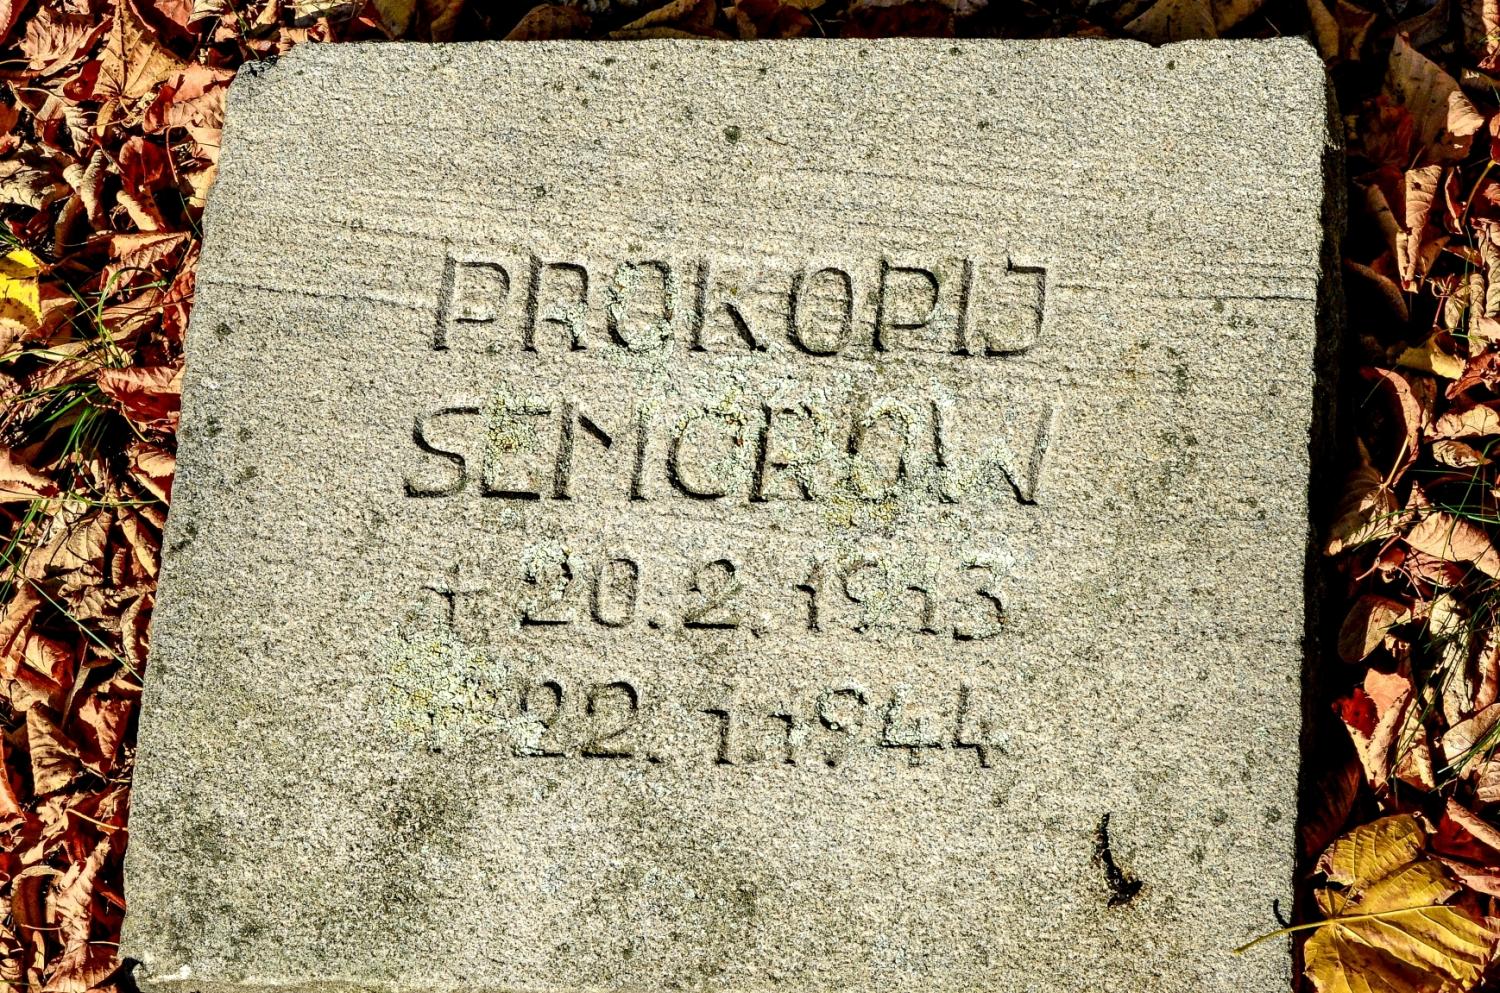 PROKOPIJ
SEMCROW
+ 20.2.1913
22.1.1944